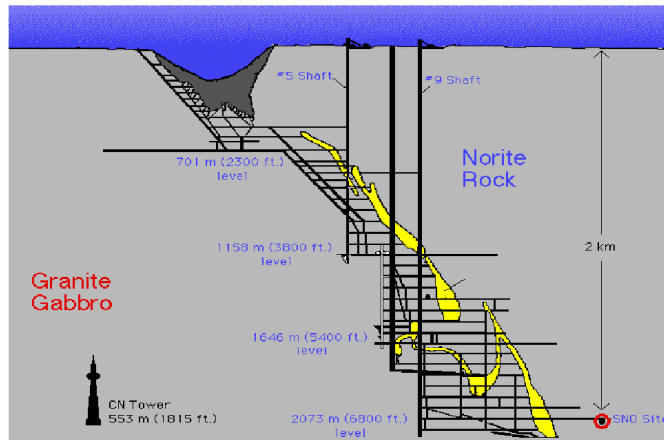 #5 Shaft
#9 Shaft
701 m (2300 ft.)
level
Norite
Rock
1158 m (3800 ft.)
level
2 km
Granite
Gabbro
1646 m (5400 ft.)
level
CN Tower
553 m (1815 ft.)
2073 m (6800 ft.)
level
SNO Site